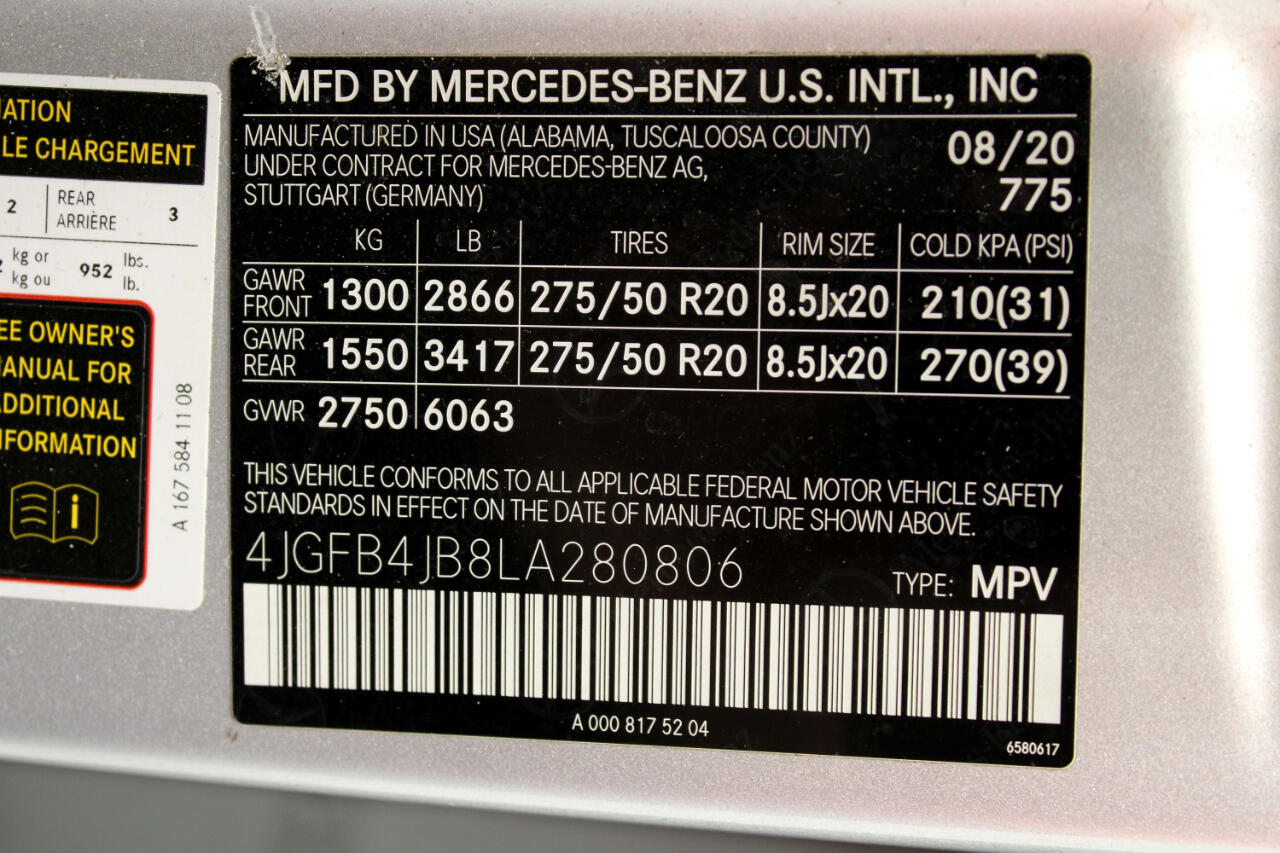 ATION
LE CHARGEMENT
2 REAR ARRIÈRE 3
kg or kg ou 952 lbs. lb.
EE OWNER'S
MANUAL FOR
ADDITIONAL
NFORMATION
A 167 584 11 08
MFD BY MERCEDES-BENZ U.S. INTL., INC
MANUFACTURED IN USA (ALABAMA, TUSCALOOSA COUNTY) 08/20
UNDER CONTRACT FOR MERCEDES-BENZ AG,
STUTTGART (GERMANY) 775
KG LB TIRES RIM SIZE COLD KPA (PSI)
GAWR FRONT 1300 2866 275/50 R20 8.5Jx20 210(31)
GAWR REAR 1550 3417 275/50 R20 8.5Jx20 270(39)
GVWR 2750 6063
THIS VEHICLE CONFORMS TO ALL APPLICABLE FEDERAL MOTOR VEHICLE SAFETY
STANDARDS IN EFFECT ON THE DATE OF MANUFACTURE SHOWN ABOVE.
4JGFB4JB8LA280806
TYPE: MPV
A 000 817 52 04
6580617